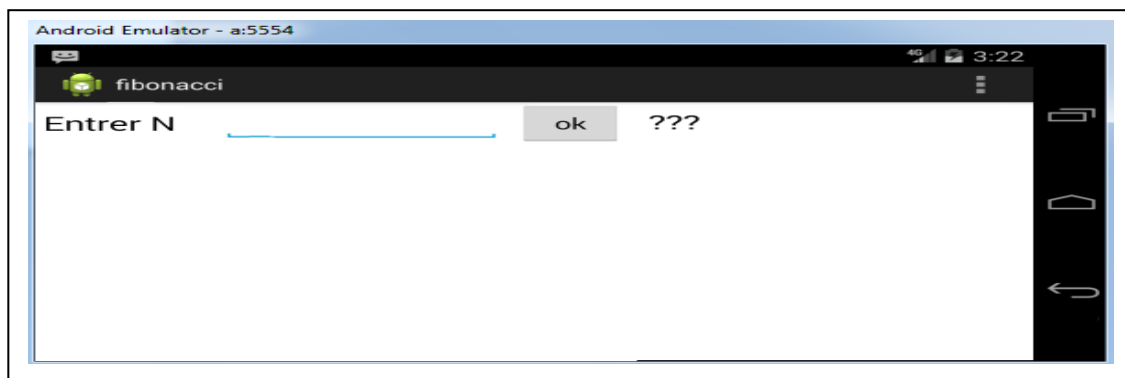 Android Emulator - a:5554
4G 3:22
fibonacci
Entrer N ok ???